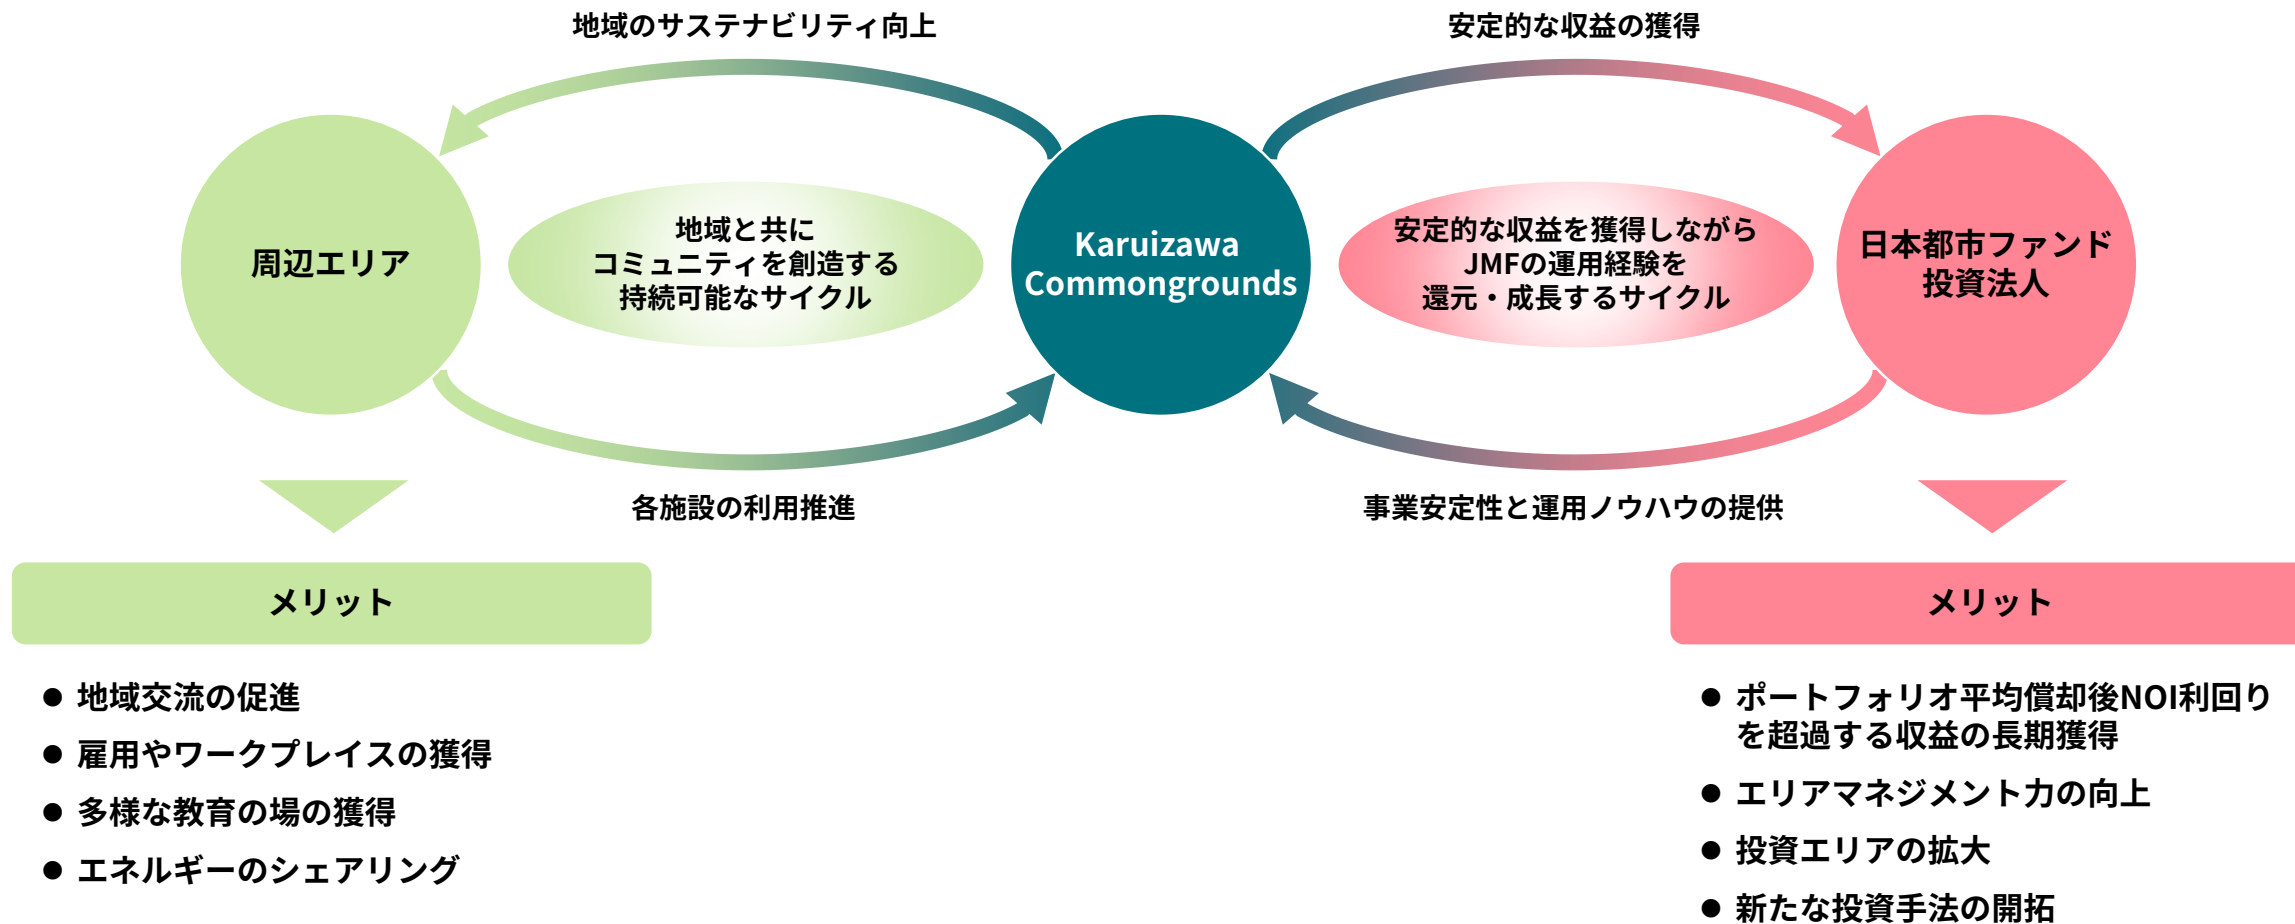 地域のサステナビリティ向上
安定的な収益の獲得
周辺エリア
地域と共に
コミュニティを創造する
持続可能なサイクル
Karuizawa
Commongrounds
安定的な収益を獲得しながら
JMFの運用経験を
還元・成長するサイクル
日本都市ファンド
投資法人
各施設の利用推進
事業安定性と運用ノウハウの提供
メリット
● 地域交流の促進
● 雇用やワークプレイスの獲得
● 多様な教育の場の獲得
● エネルギーのシェアリング
メリット
● ポートフォリオ平均償却後NOI利回り
を超過する収益の長期獲得
● エリアマネジメント力の向上
● 投資エリアの拡大
● 新たな投資手法の開拓